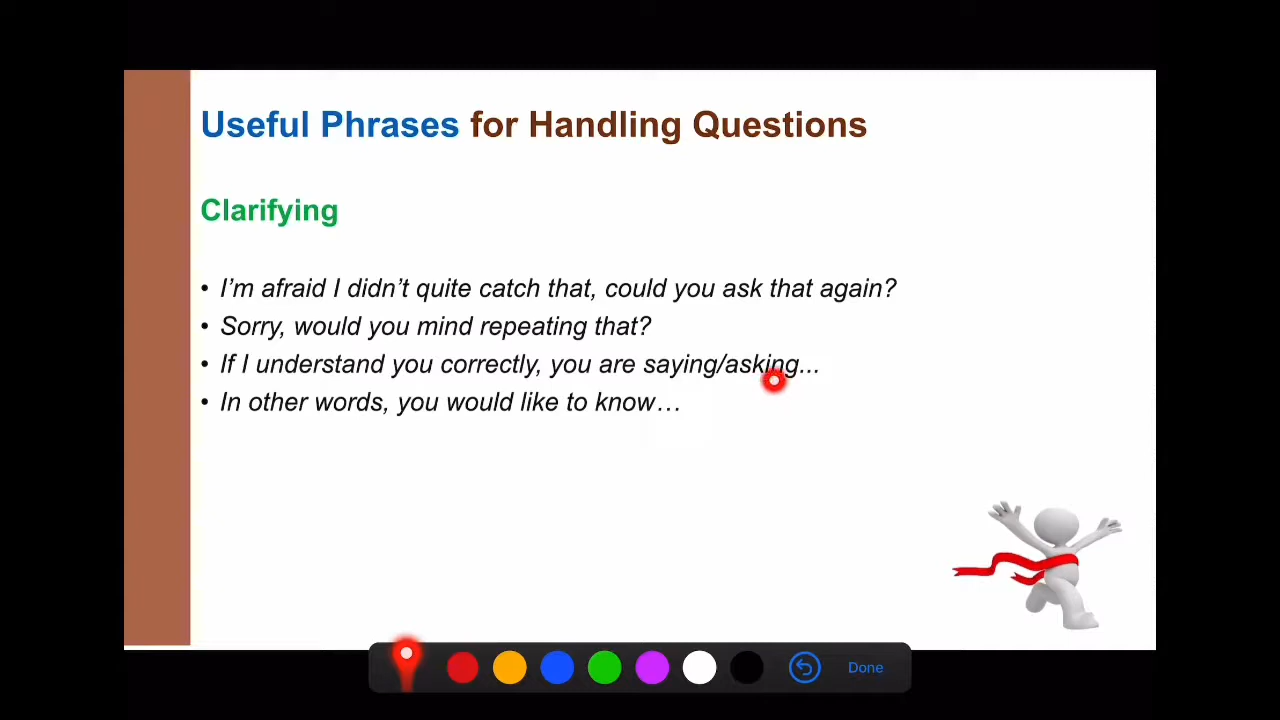 Useful Phrases for Handling Questions
Clarifying
• I’m afraid I didn’t quite catch that, could you ask that again?
• Sorry, would you mind repeating that?
• If I understand you correctly, you are saying/asking...
• In other words, you would like to know…
Done